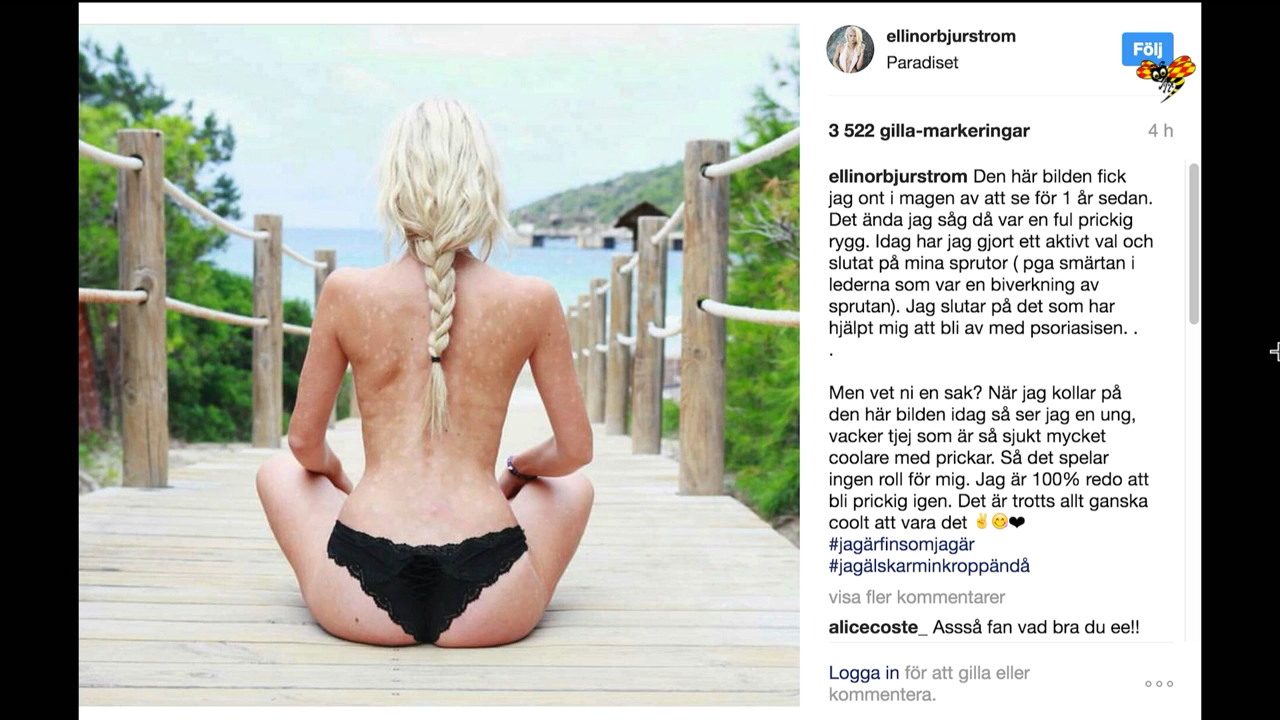 ellinorbjurstrom
Paradiset
Följ
3 522 gilla-markeringar
4 h
ellinorbjurstrom Den här bilden fick
jag ont i magen av att se för 1 år sedan.
Det ända jag såg då var en ful prickig
rygg. Idag har jag gjort ett aktivt val och
slutat på mina sprutor ( pga smärtan i
lederna som var en biverkning av
sprutan). Jag slutar på det som har
hjälpt mig att bli av med psoriasisen. .
.
Men vet ni en sak? När jag kollar på
den här bilden idag så ser jag en ung,
vacker tjej som är så sjukt mycket
coolare med prickar. Så det spelar
ingen roll för mig. Jag är 100% redo att
bli prickig igen. Det är trotts allt ganska
coolt att vara det ✌️😋❤
#jagärfinsomjagär
#jagälskarminkroppändå
visa fler kommentarer
alicecoste_ Assså fan vad bra du ee!!
Logga in för att gilla eller
kommentera.